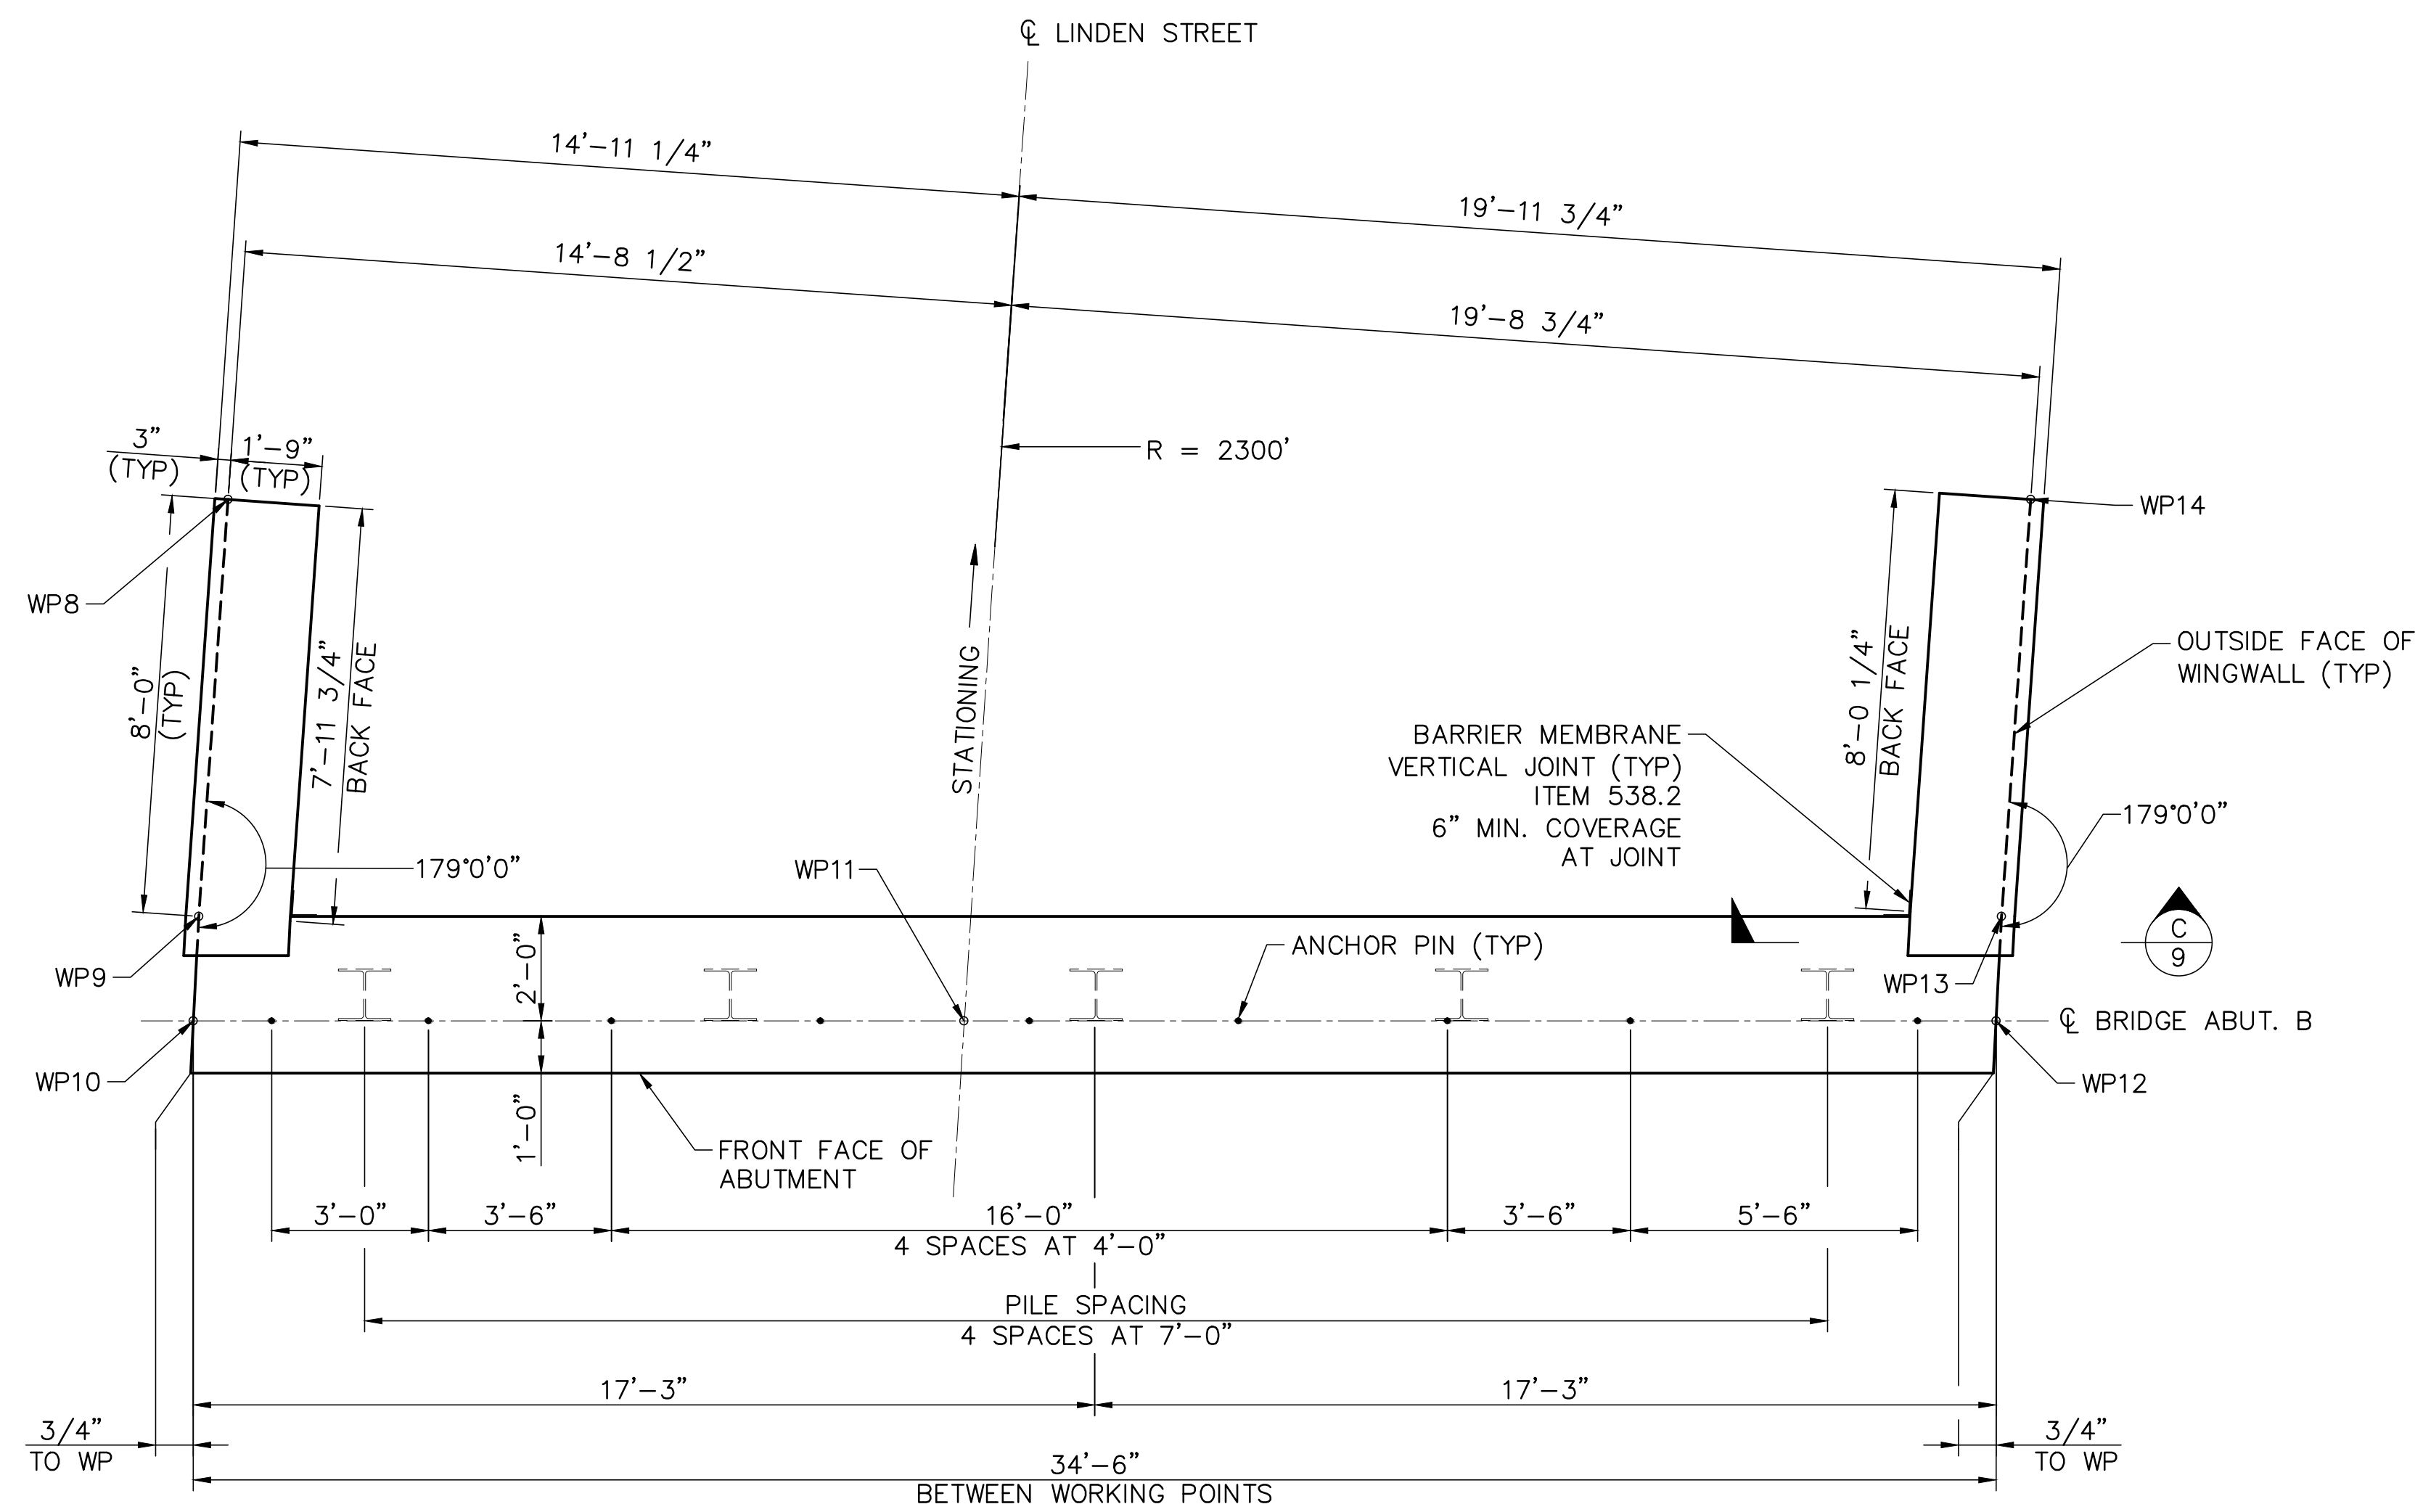 ℄ LINDEN STREET
14'-11 1/4"
19'-11 3/4"
14'-8 1/2"
19'-8 3/4"
3"
(TYP)
1'-9"
(TYP)
R = 2300'
WP14
WP8
8'-0"
(TYP)
7'-11 3/4"
BACK FACE
STATIONING
8'-0 1/4"
BACK FACE
OUTSIDE FACE OF
WINGWALL (TYP)
BARRIER MEMBRANE
VERTICAL JOINT (TYP)
ITEM 538.2
6" MIN. COVERAGE
AT JOINT
179°0'0"
179°0'0"
WP11
C
9
ANCHOR PIN (TYP)
WP9
2'-0"
WP13
℄ BRIDGE ABUT. B
WP10
WP12
1'-0"
FRONT FACE OF
ABUTMENT
3'-0"
3'-6"
16'-0"
4 SPACES AT 4'-0"
3'-6"
5'-6"
PILE SPACING
4 SPACES AT 7'-0"
17'-3"
17'-3"
3/4"
TO WP
3/4"
TO WP
34'-6"
BETWEEN WORKING POINTS